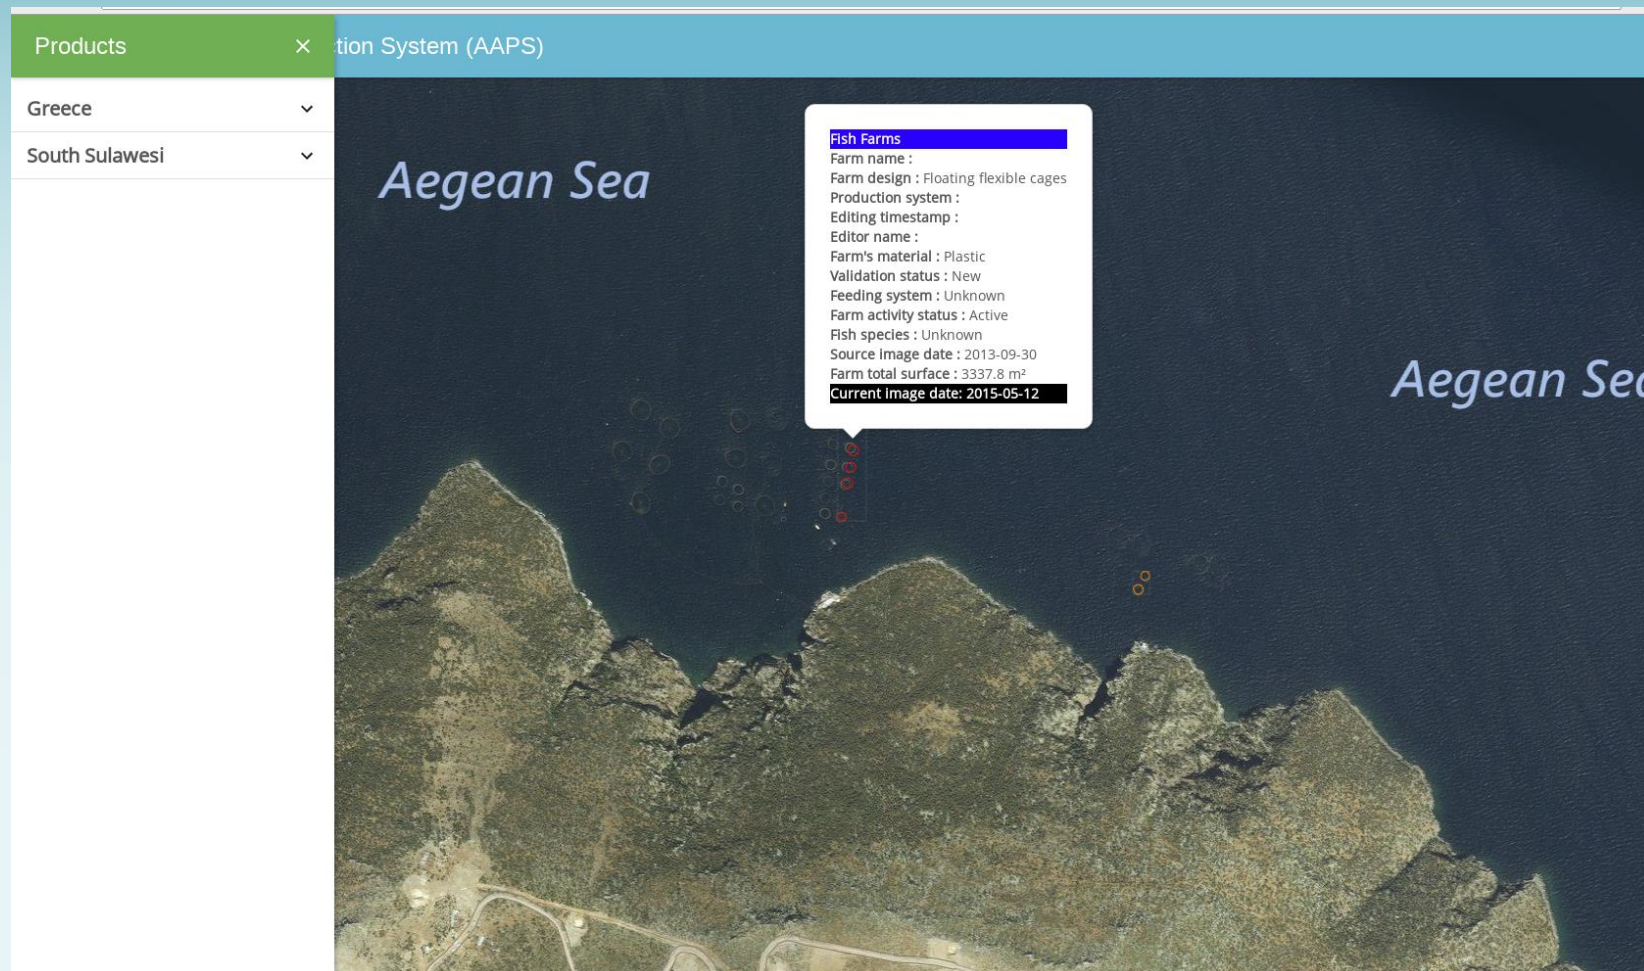 Products
ction System (AAPS)
Greece
South Sulawesi
Aegean Sea
Fish Farms
Farm name :
Farm design : Floating flexible cages
Production system :
Editing timestamp :
Editor name :
Farm's material : Plastic
Validation status : New
Feeding system : Unknown
Farm activity status : Active
Fish species : Unknown
Source image date : 2013-09-30
Farm total surface : 3337.8 m²
Current image date: 2015-05-12
Aegean Sea